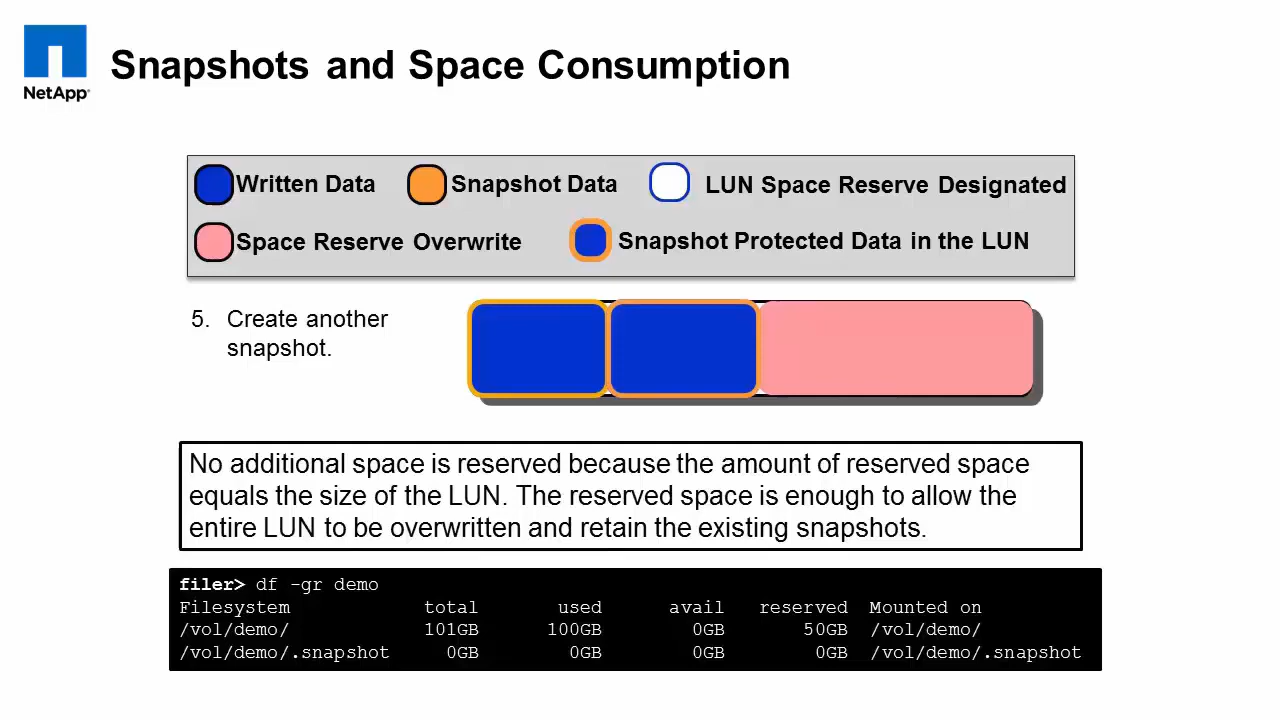 NetApp®
Snapshots and Space Consumption
Written Data
Snapshot Data
LUN Space Reserve Designated
Space Reserve Overwrite
Snapshot Protected Data in the LUN
5. Create another
snapshot.
No additional space is reserved because the amount of reserved space
equals the size of the LUN. The reserved space is enough to allow the
entire LUN to be overwritten and retain the existing snapshots.
filer> df -gr demo
Filesystem total used avail reserved Mounted on
/vol/demo/ 101GB 100GB 0GB 50GB /vol/demo/
/vol/demo/.snapshot 0GB 0GB 0GB 0GB /vol/demo/.snapshot